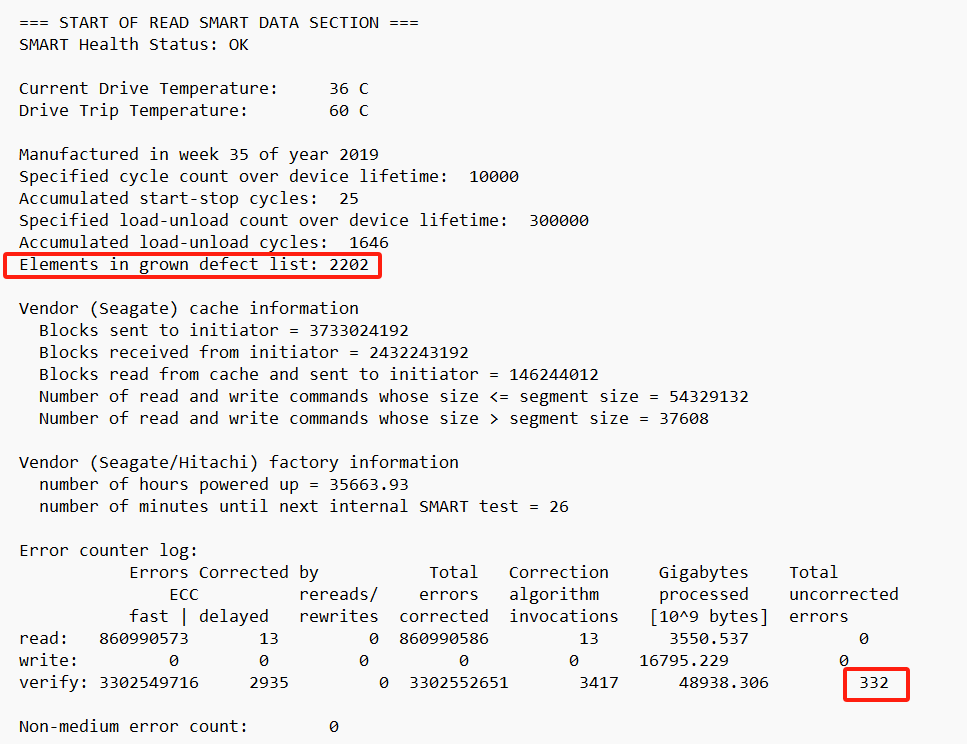 === START OF READ SMART DATA SECTION ===
SMART Health Status: OK
Current Drive Temperature:     36 C
Drive Trip Temperature:        60 C
Manufactured in week 35 of year 2019
Specified cycle count over device lifetime:  10000
Accumulated start-stop cycles:  25
Specified load-unload count over device lifetime:  300000
Accumulated load-unload cycles:  1646
Elements in grown defect list: 2202
Vendor (Seagate) cache information
  Blocks sent to initiator = 3733024192
  Blocks received from initiator = 2432243192
  Blocks read from cache and sent to initiator = 146244012
  Number of read and write commands whose size <= segment size = 54329132
  Number of read and write commands whose size > segment size = 37608
Vendor (Seagate/Hitachi) factory information
  number of hours powered up = 35663.93
  number of minutes until next internal SMART test = 26
Error counter log:
           Errors Corrected by           Total   Correction     Gigabytes    Total
               ECC          rereads/    errors   algorithm      processed    uncorrected
           fast | delayed   rewrites  corrected  invocations   [10^9 bytes]  errors
read:   860990573       13         0  860990586         13       3550.537           0
write:         0        0         0         0          0      16795.229           0
verify: 3302549716     2935         0  3302552651       3417      48938.306         332
Non-medium error count:        0